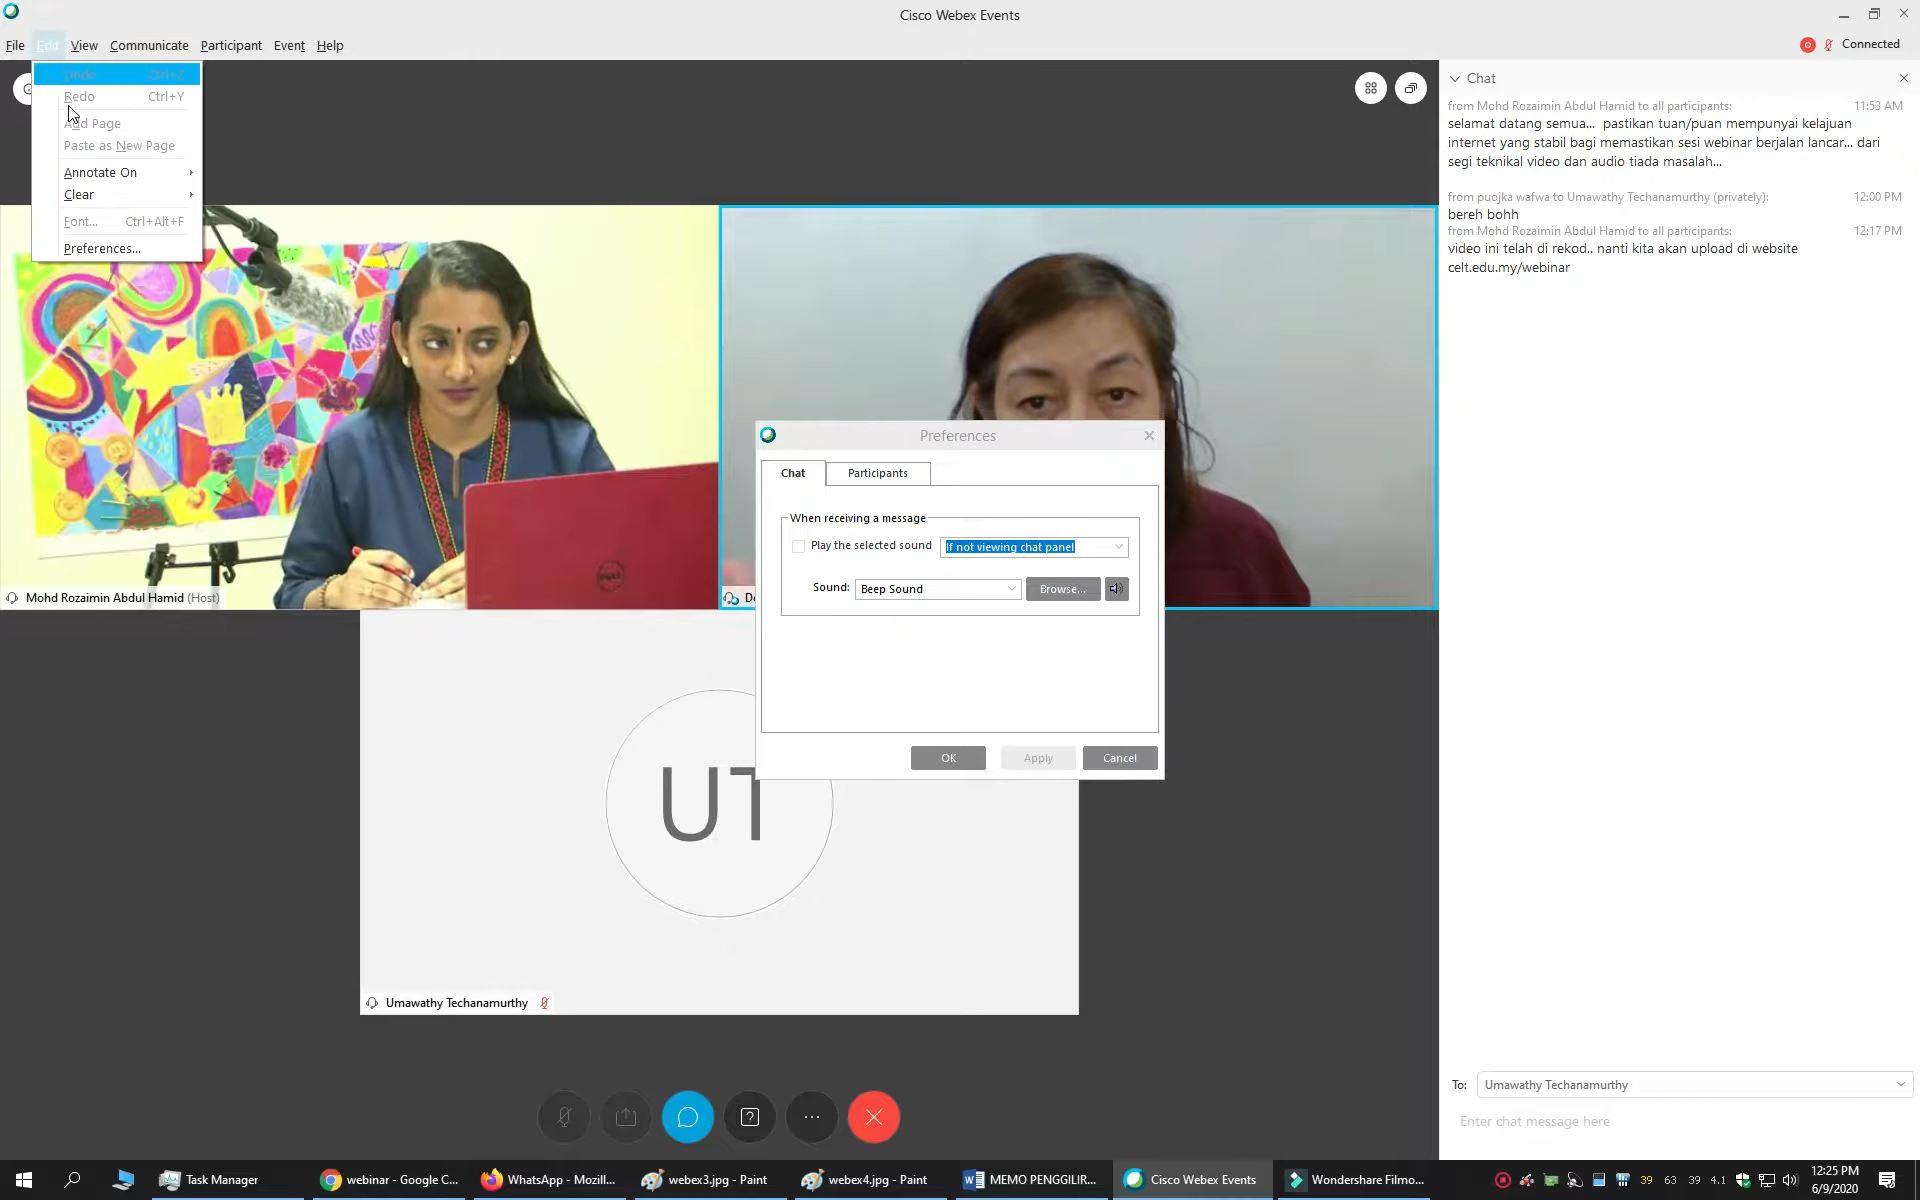 Cisco Webex Events
File Edit View Communicate Participant Event Help
Connected
Undo Ctrl+Z
Redo Ctrl+Y
Add Page
Paste as New Page
Annotate On
Clear
Font... Ctrl+Alt+F
Preferences...
Mohd Rozaimin Abdul Hamid (Host)
Preferences
Chat Participants
When receiving a message
Play the selected sound If not viewing chat panel
Sound: Beep Sound Browse...
OK Apply Cancel
UT
Umawathy Techanamurthy
Chat
from Mohd Rozaimin Abdul Hamid to all participants: 11:53 AM
selamat datang semua... pastikan tuan/puan mempunyai kelajuan
internet yang stabil bagi memastikan sesi webinar berjalan lancar... dari
segi teknikal video dan audio tiada masalah...
from puojka wafwa to Umawathy Techanamurthy (privately): 12:00 PM
bereh bohh
from Mohd Rozaimin Abdul Hamid to all participants: 12:17 PM
video ini telah di rekod.. nanti kita akan upload di website
celt.edu.my/webinar
To: Umawathy Techanamurthy
Enter chat message here
Task Manager
webinar - Google C...
WhatsApp - Mozill...
webex3.jpg - Paint
webex4.jpg - Paint
MEMO PENGGILIR...
Cisco Webex Events
Wondershare Filmo...
39 63 39 4.1
12:25 PM
6/9/2020